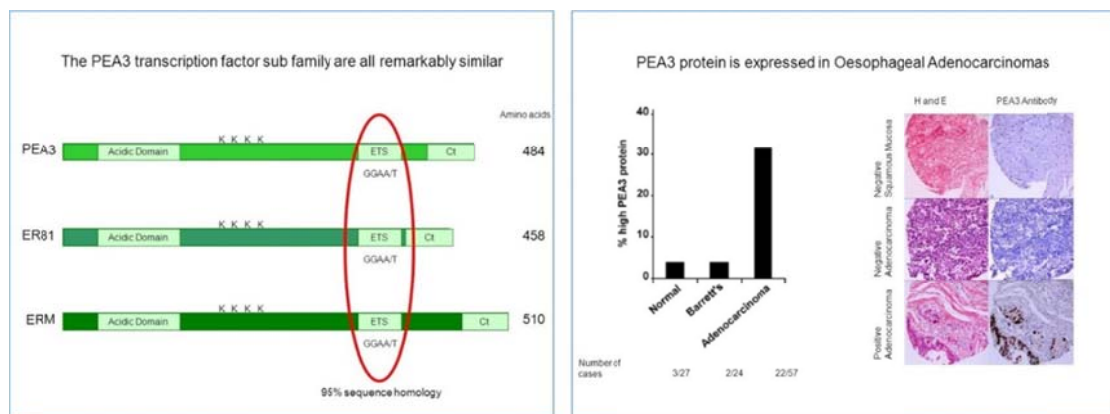 The PEA3 transcription factor sub family are all remarkably similar
Amino acids
K K K K
PEA3 Acidic Domain ETS Ct 484
GGAA/T
K K K K
ER81 Acidic Domain ETS Ct 458
GGAA/T
K K K K
ERM Acidic Domain ETS Ct 510
GGAA/T
95% sequence homology
PEA3 protein is expressed in Oesophageal Adenocarcinomas
% high PEA3 protein
40
30
20
10
0
Normal
Barrett's
Adenocarcinoma
Number of
cases
3/27 2/24 22/57
H and E PEA3 Antibody
Negative
Squamous Mucosa
Negative
Adenocarcinoma
Positive
Adenocarcinoma